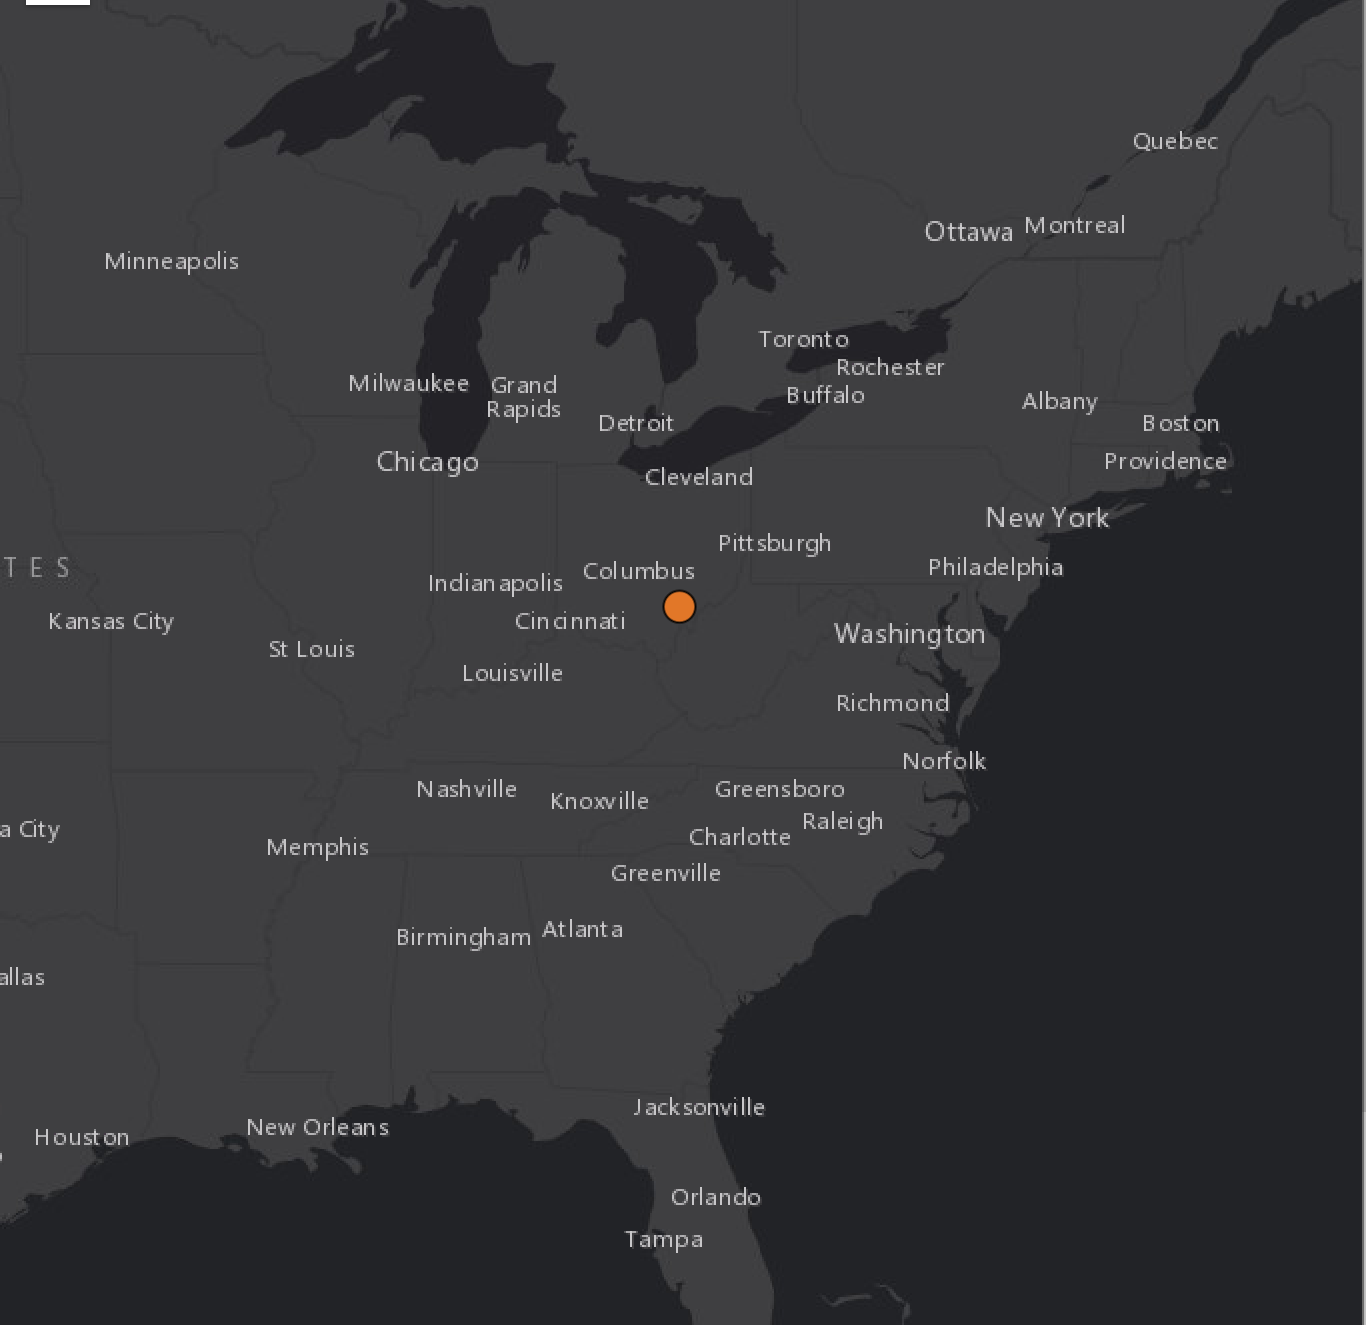 Quebec
Ottawa
Montreal
Minneapolis
Toronto
Rochester
Milwaukee
Grand
Rapids
Buffalo
Albany
Detroit
Boston
Chicago
Providence
Cleveland
New York
Pittsburgh
TES
Columbus
Philadelphia
Indianapolis
Kansas City
Cincinnati
Washington
St Louis
Louisville
Richmond
Norfolk
Nashville
Knoxville
Greensboro
Raleigh
a City
Charlotte
Memphis
Greenville
Atlanta
Birmingham
allas
Jacksonville
New Orleans
Houston
Orlando
Tampa